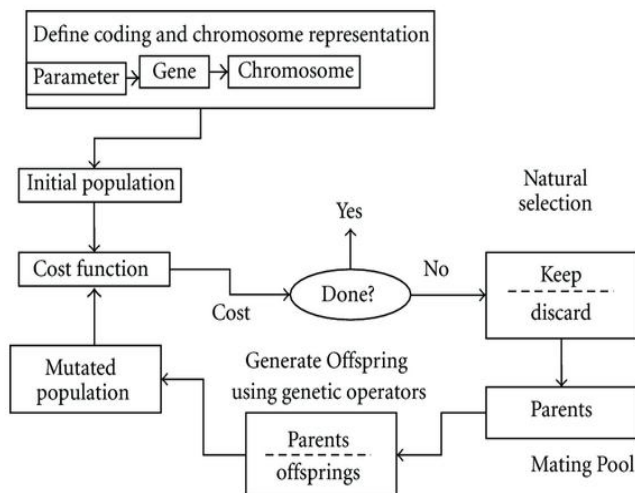 Define coding and chromosome representation
Parameter
Gene
Chromosome
Initial population
Natural
selection
Yes
Cost function
Cost
Done?
No
Keep
discard
Mutated
population
Generate Offspring
using genetic operators
Parents
offsprings
Parents
Mating Pool